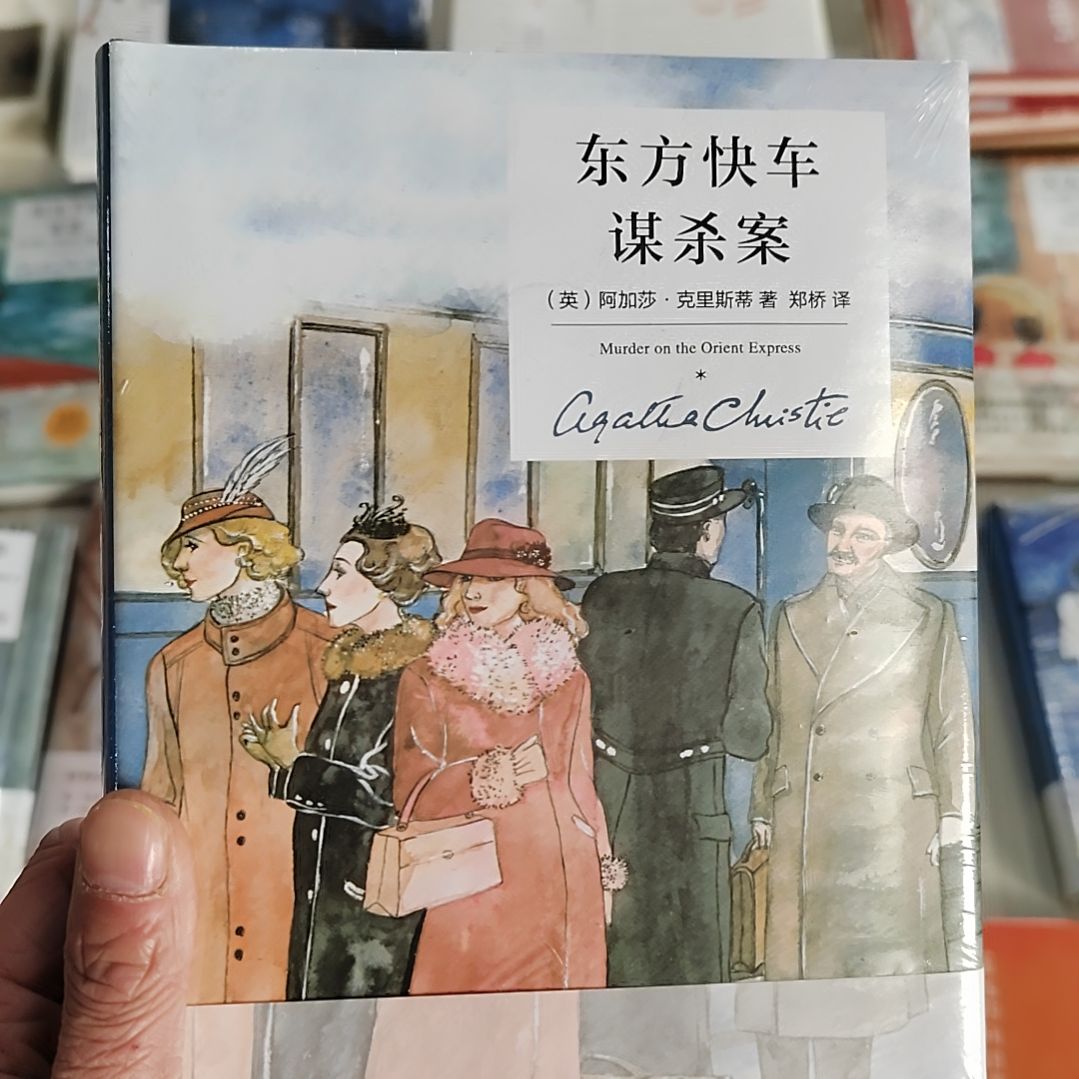 东方快车
谋杀案
（英）阿加莎·克里斯蒂 著 郑桥 译
Murder on the Orient Express
*
Agatha Christie